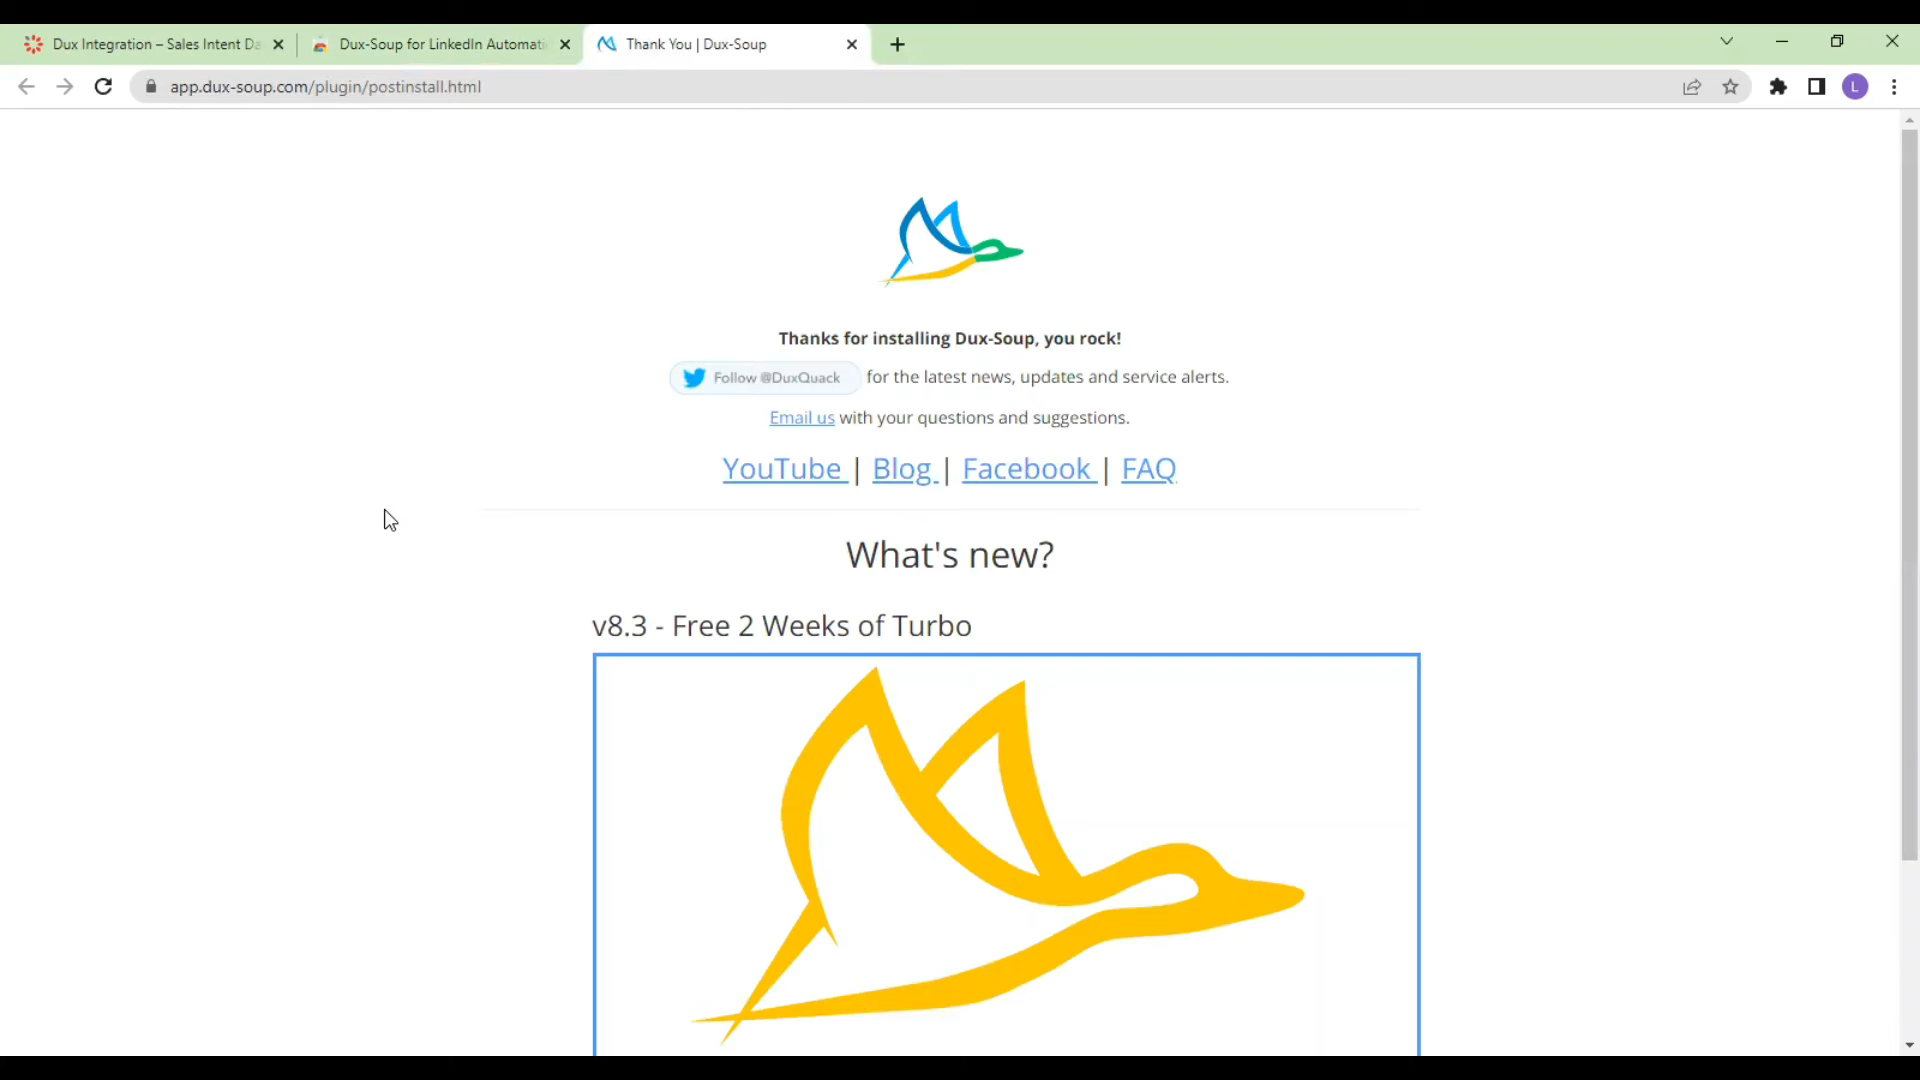 Dux Integration – Sales Intent Da
Dux-Soup for LinkedIn Automati
Thank You | Dux-Soup
app.dux-soup.com/plugin/postinstall.html
L
Thanks for installing Dux-Soup, you rock!
Follow @DuxQuack for the latest news, updates and service alerts.
Email us with your questions and suggestions.
YouTube | Blog | Facebook | FAQ
What's new?
v8.3 - Free 2 Weeks of Turbo